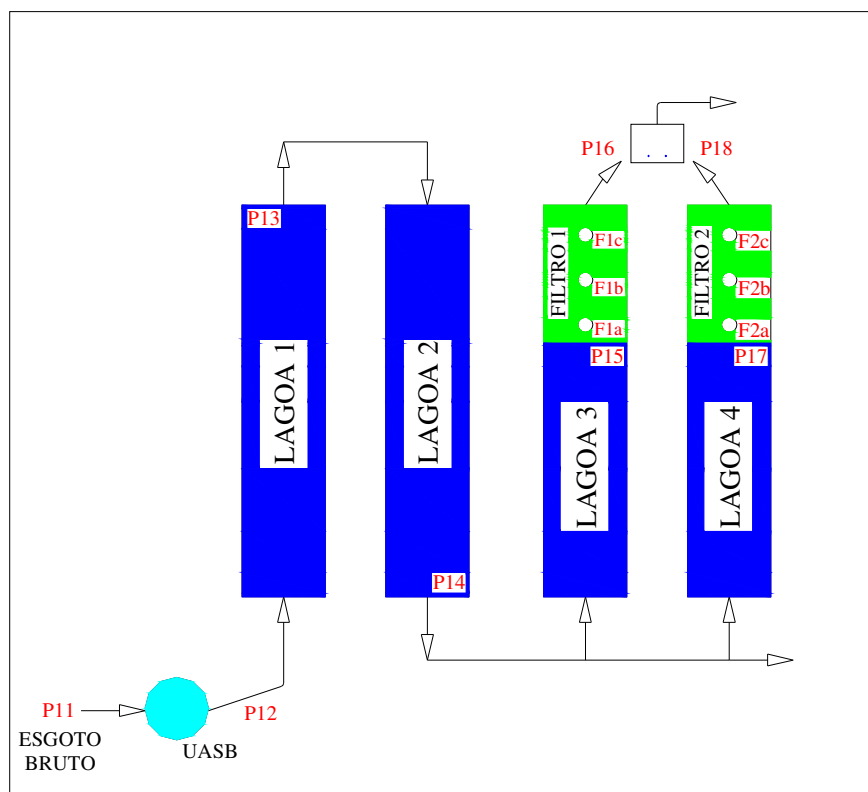 P16
P18
P13
FILTRO 1
F1c
F1b
F1a
FILTRO 2
F2c
F2b
F2a
P15
P17
LAGOA 1
LAGOA 2
LAGOA 3
LAGOA 4
P14
P11
P12
ESGOTO
BRUTO
UASB